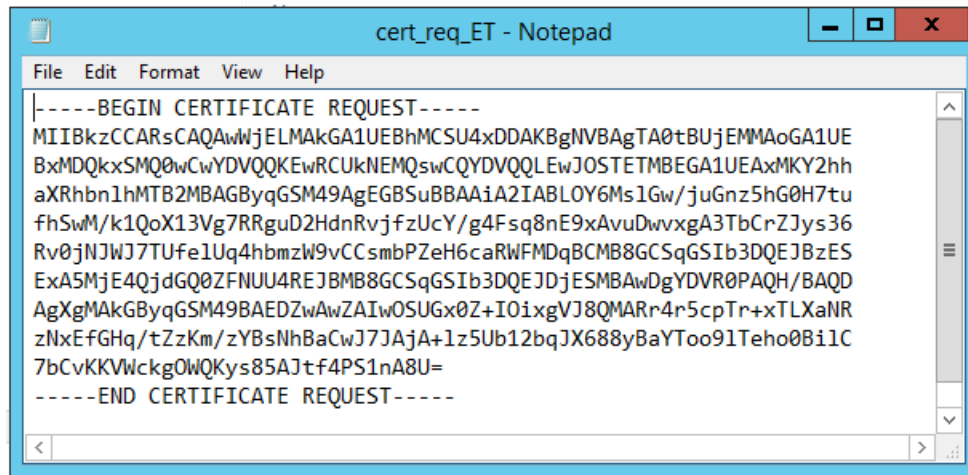 cert_req_ET - Notepad
File Edit Format View Help
-----BEGIN CERTIFICATE REQUEST-----
MIIBkzCCARsCAQAwWjELMAkGA1UEBhMCSU4xDDAKBgNVBAgTA0tBUjEMMAoGA1UE
BxMDQkxSMQ0wCwYDVQQKEwRCUkNEMQswCQYDVQQLEwJOSTETMBEGA1UEAxMKY2hh
aXRhbnlhMTB2MBAGByqGSM49AgEGBSuBBAAiA2IABLOY6MslGw/juGnz5hG0H7tu
fhSwM/k1QoX13Vg7RRguD2HdnRvjfzUcY/g4Fsq8nE9xAvuDwvxgA3TbCrZJys36
Rv0jNJWJ7TUfelUq4hbmzW9vCCsmbPZeH6caRWFMDqBCMB8GCSqGSIb3DQEJBzES
ExA5MjE4QjdGQ0ZFNUU4REJBMB8GCSqGSIb3DQEJDjESMBAwDgYDVR0PAQH/BAQD
AgXgMAkGByqGSM49BAEDZwAwZAIwOSUGx0Z+IOixgVJ8QMARr4r5cpTr+xTLXaNR
zNxEfGHq/tZzKm/zYBsNhBaCwJ7JAjA+lz5Ub12bqJX688yBaYToo9lTeho0BilC
7bCvKKVWckgOWQKys85AJtf4PS1nA8U=
-----END CERTIFICATE REQUEST-----